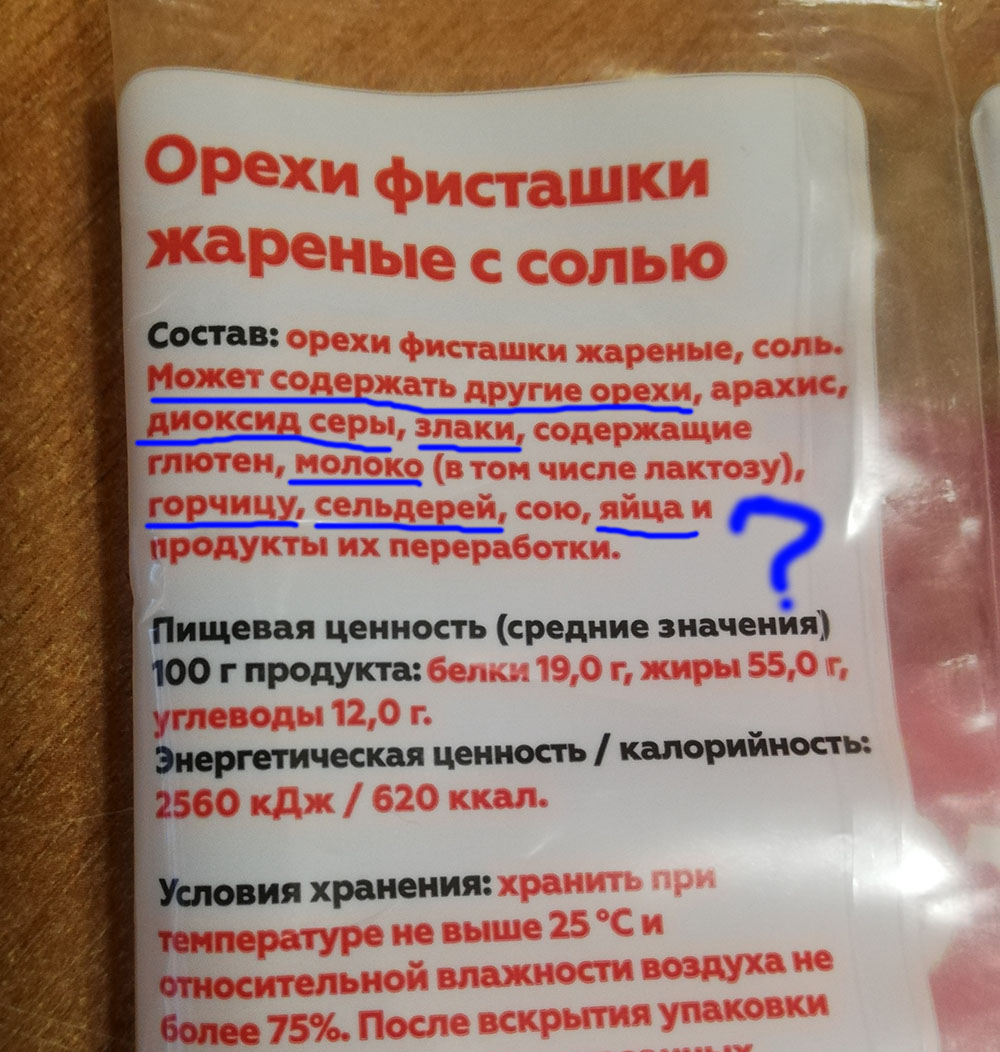 Орехи фисташки
жареные с солью
Состав: орехи фисташки жареные, соль.
Может содержать другие орехи, арахис,
диоксид серы, злаки, содержащие
глютен, молоко (в том числе лактозу),
горчицу, сельдерей, сою, яйца и
?
продукты их переработки.
Пищевая ценность (средние значения)
100 г продукта: белки 19,0 г, жиры 55,0 г,
углеводы 12,0 г.
Энергетическая ценность / калорийность:
2560 кДж / 620 ккал.
Условия хранения: хранить при
температуре не выше 25 °C и
относительной влажности воздуха не
более 75%. После вскрытия упаковки